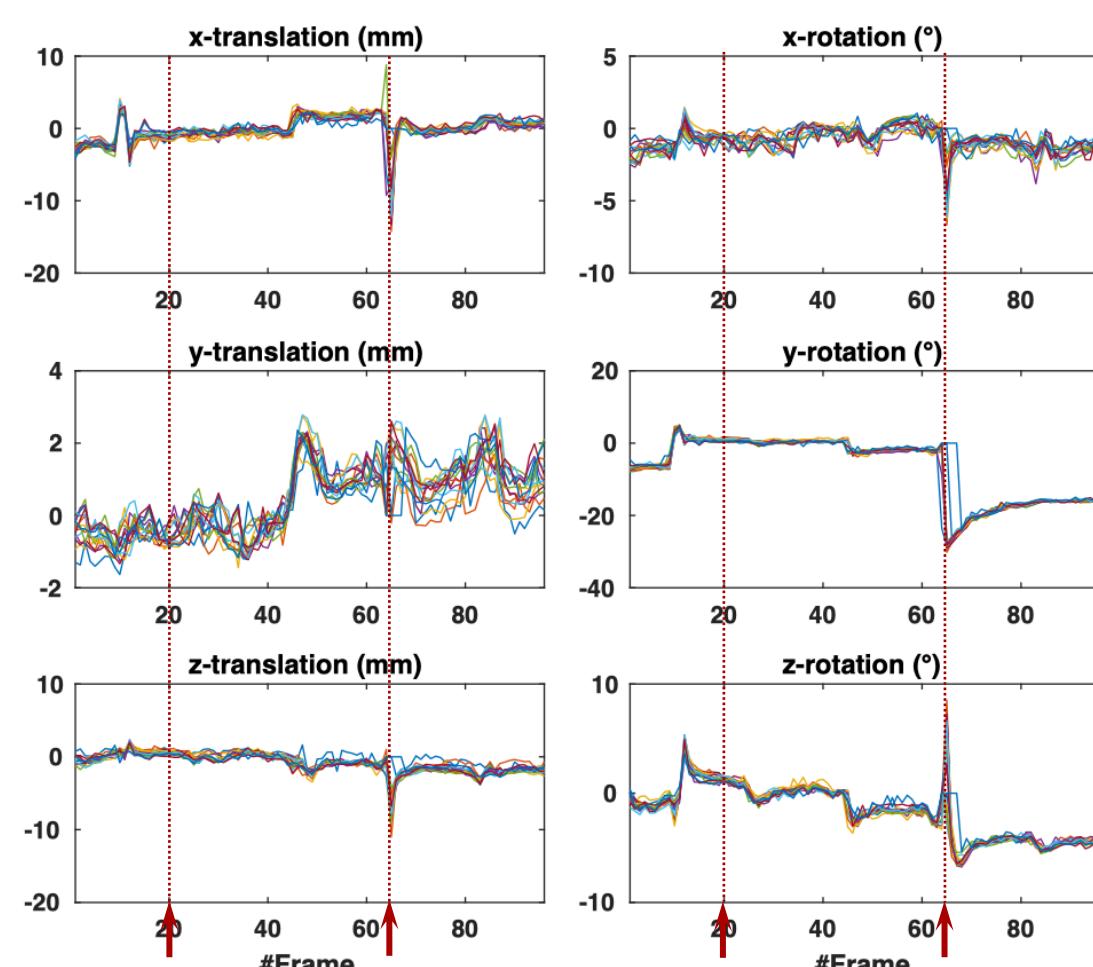 x-translation (mm)
10
0
-10
-20
20 40 60 80
x-rotation (°)
5
0
-5
-10
20 40 60 80
y-translation (mm)
4
2
0
-2
20 40 60 80
y-rotation (°)
20
0
-20
-40
20 40 60 80
z-translation (mm)
10
0
-10
-20
20 40 60 80
#Frame
z-rotation (°)
10
0
-10
20 40 60 80
#Frame